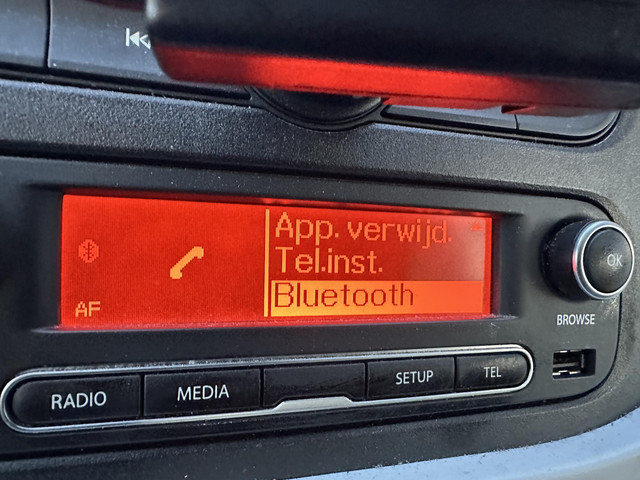 App. verwijd.
Tel.inst.
Bluetooth
AF
OK
BROWSE
RADIO
MEDIA
SETUP
TEL